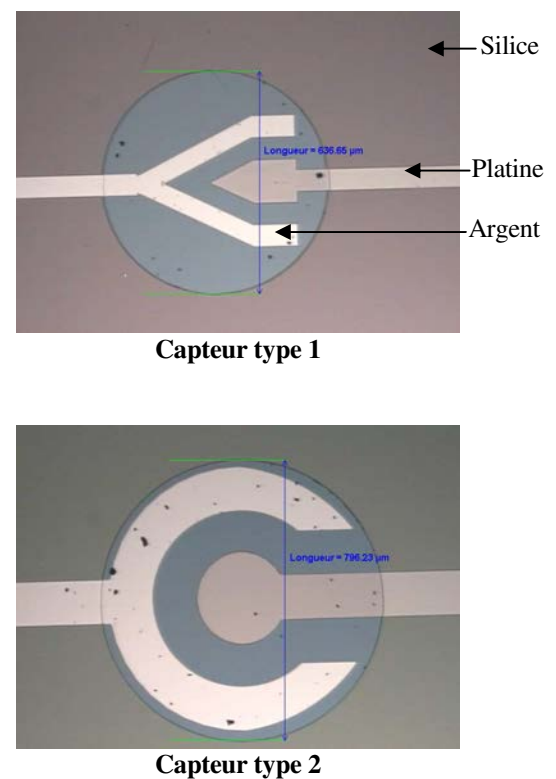 Silice
Longueur = 636.65 µm
Platine
Argent
Capteur type 1
Longueur = 796.23 µm
Capteur type 2